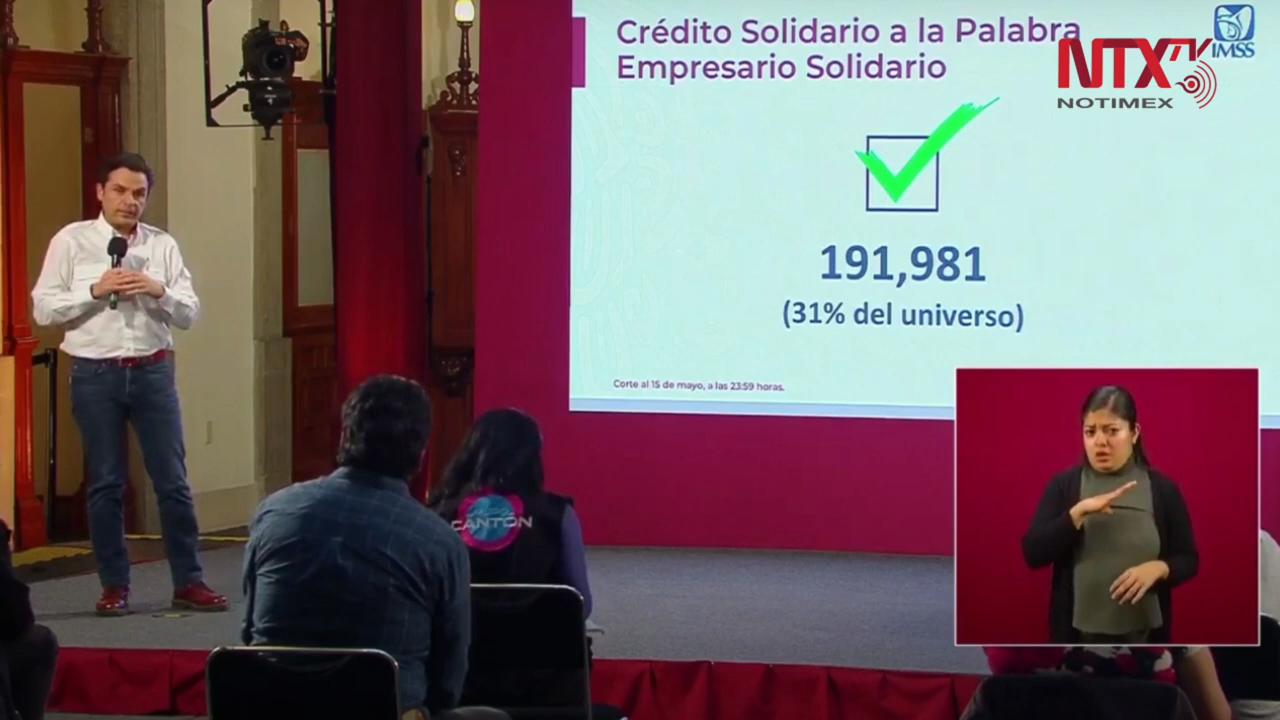 Crédito Solidario a la Palabra
Empresario Solidario
IMSS
NTX TV
NOTIMEX
191,981
(31% del universo)
Corte al 15 de mayo, a las 23:59 horas.
CANTÓN